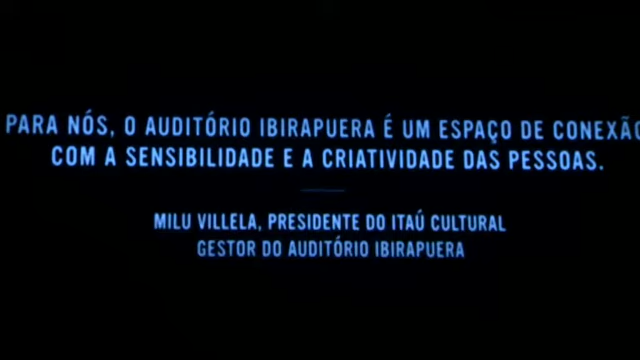 PARA NÓS, O AUDITÓRIO IBIRAPUERA É UM ESPAÇO DE CONEXÃO
COM A SENSIBILIDADE E A CRIATIVIDADE DAS PESSOAS.
MILU VILLELA, PRESIDENTE DO ITAÚ CULTURAL
GESTOR DO AUDITÓRIO IBIRAPUERA